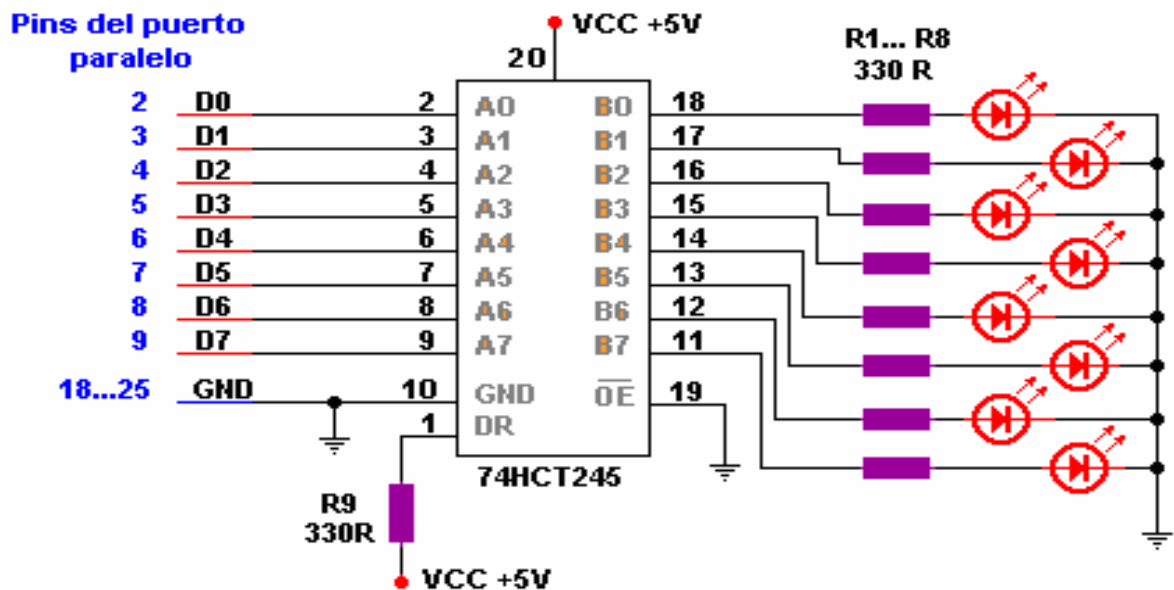 Pins del puerto
paralelo
VCC +5V
R1... R8
330 R
20
2 D0 2 A0 B0 18
3 D1 3 A1 B1 17
4 D2 4 A2 B2 16
5 D3 5 A3 B3 15
6 D4 6 A4 B4 14
7 D5 7 A5 B5 13
8 D6 8 A6 B6 12
9 D7 9 A7 B7 11
18...25 GND 10 GND OE 19
1 DR
74HCT245
R9
330R
VCC +5V